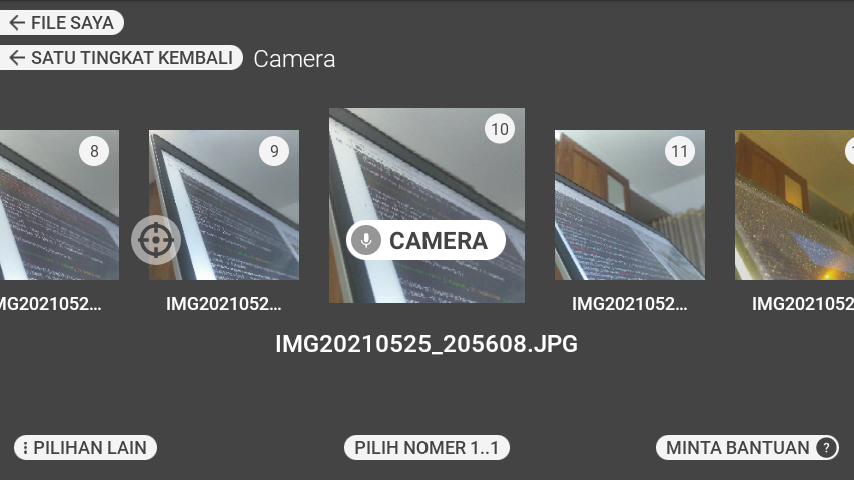 FILE SAYA
SATU TINGKAT KEMBALI Camera
8
9
10
11
CAMERA
MG2021052...
IMG2021052...
IMG2021052...
IMG2021052
IMG20210525_205608.JPG
PILIHAN LAIN
PILIH NOMER 1..1
MINTA BANTUAN ?